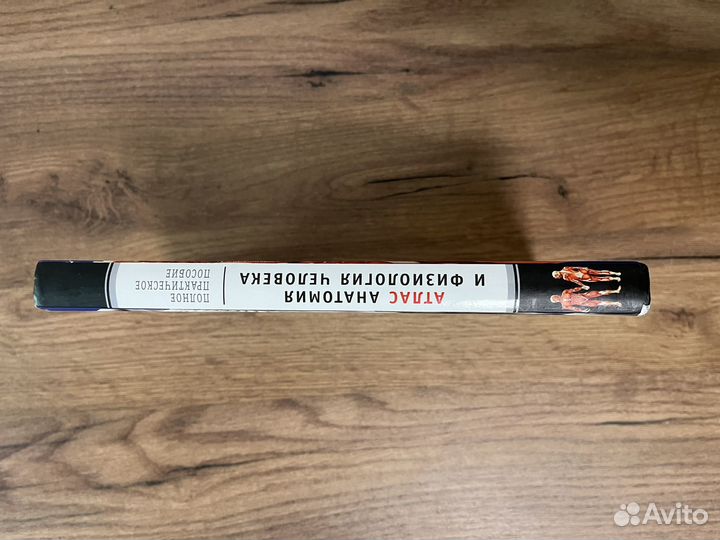 АТЛАС АНАТОМИЯ
И ФИЗИОЛОГИЯ ЧЕЛОВЕКА
ПОЛНОЕ
ПРАКТИЧЕСКОЕ
ПОСОБИЕ
Avito